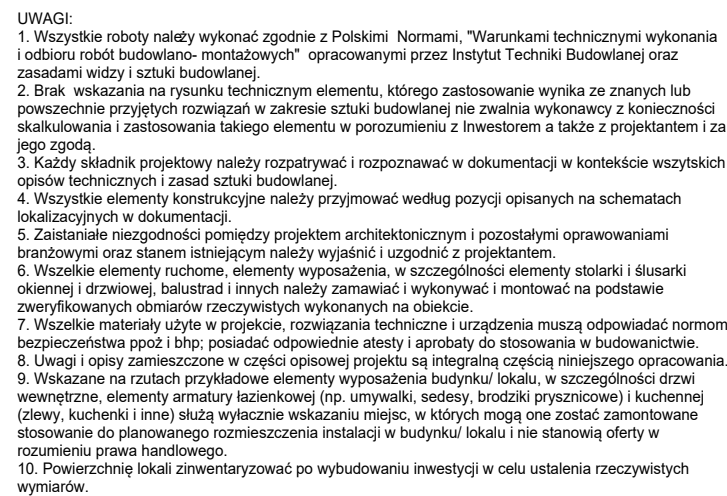 UWAGI:
1. Wszystkie roboty należy wykonać zgodnie z Polskimi  Normami, "Warunkami technicznymi wykonania
i odbioru robót budowlano- montażowych"  opracowanymi przez Instytut Techniki Budowlanej oraz
zasadami widzy i sztuki budowlanej.
2. Brak  wskazania na rysunku technicznym elementu, którego zastosowanie wynika ze znanych lub
powszechnie przyjętych rozwiązań w zakresie sztuki budowlanej nie zwalnia wykonawcy z konieczności
skalkulowania i zastosowania takiego elementu w porozumieniu z Inwestorem a także z projektantem i za
jego zgodą.
3. Każdy składnik projektowy należy rozpatrywać i rozpoznawać w dokumentacji w kontekście wszytskich
opisów technicznych i zasad sztuki budowlanej.
4. Wszystkie elementy konstrukcyjne należy przyjmować według pozycji opisanych na schematach
lokalizacyjnych w dokumentacji.
5. Zaistaniałe niezgodności pomiędzy projektem architektonicznym i pozostałymi oprawowaniami
branżowymi oraz stanem istniejącym należy wyjaśnić i uzgodnić z projektantem.
6. Wszelkie elementy ruchome, elementy wyposażenia, w szczególności elementy stolarki i ślusarki
okiennej i drzwiowej, balustrad i innych należy zamawiać i wykonywać i montować na podstawie
zweryfikowanych obmiarów rzeczywistych wykonanych na obiekcie.
7. Wszelkie materiały użyte w projekcie, rozwiązania techniczne i urządzenia muszą odpowiadać normom
bezpieczeństwa ppoż i bhp; posiadać odpowiednie atesty i aprobaty do stosowania w budowanictwie.
8. Uwagi i opisy zamieszczone w części opisowej projektu są integralną częścią niniejszego opracowania.
9. Wskazane na rzutach przykładowe elementy wyposażenia budynku/ lokalu, w szczególności drzwi
wewnętrzne, elementy armatury łazienkowej (np. umywalki, sedesy, brodziki prysznicowe) i kuchennej
(zlewy, kuchenki i inne) służą wyłacznie wskazaniu miejsc, w których mogą one zostać zamontowane
stosowanie do planowanego rozmieszczenia instalacji w budynku/ lokalu i nie stanowią oferty w
rozumieniu prawa handlowego.
10. Powierzchnię lokali zinwentaryzować po wybudowaniu inwestycji w celu ustalenia rzeczywistych
wymiarów.